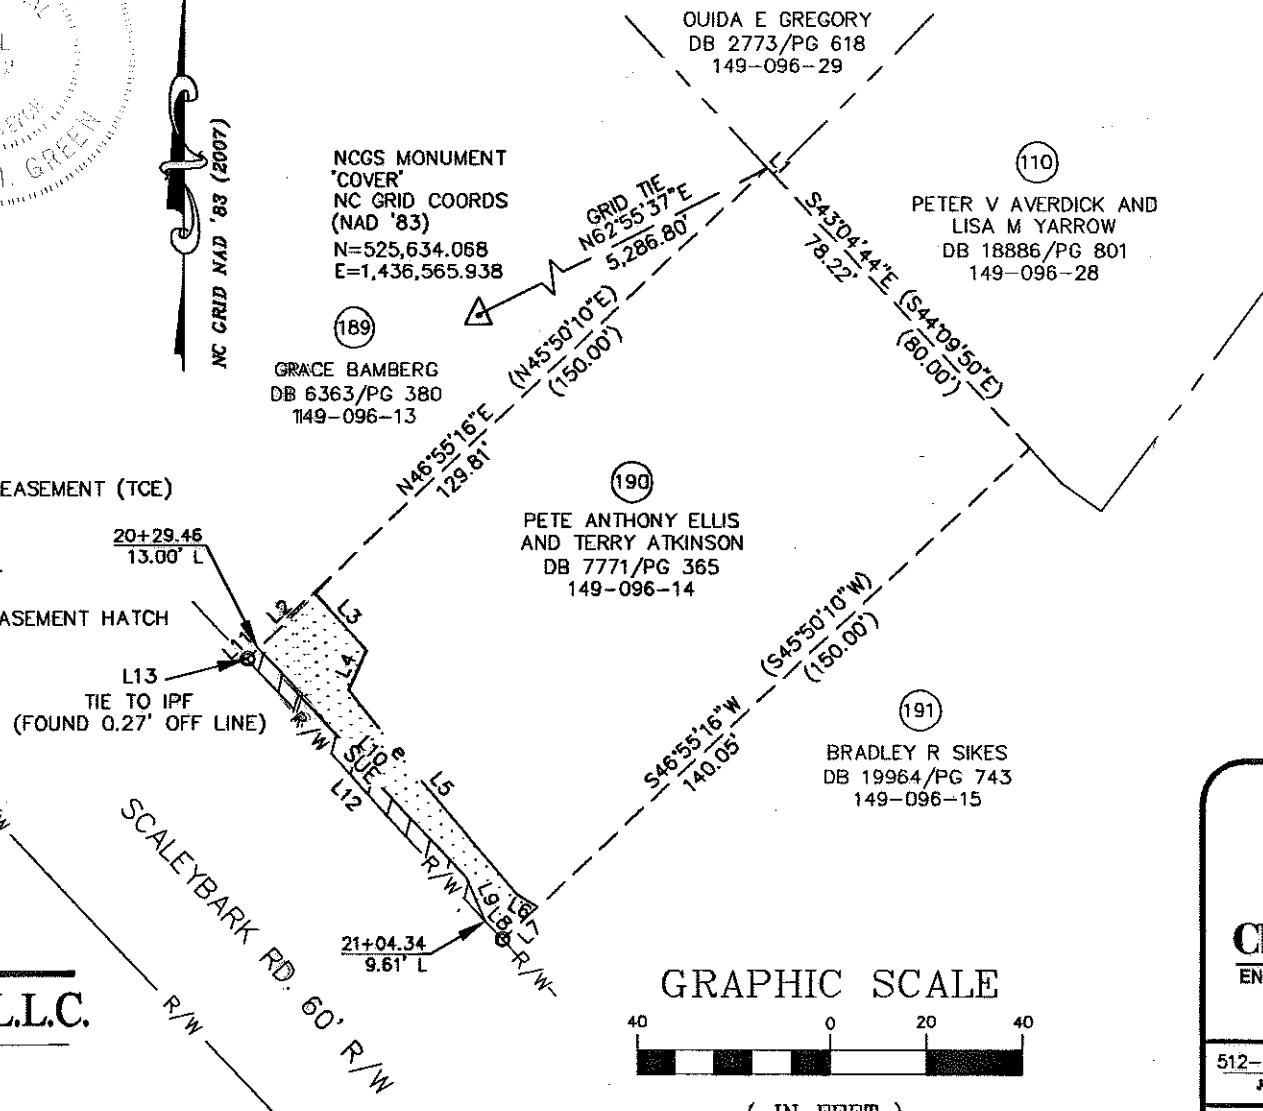 GREEN
NC GRID NAD '83 (2007)
OUIDA E GREGORY
DB 2773/PG 618
149-096-29
NCGS MONUMENT
'COVER'
NC GRID COORDS
(NAD '83)
N=525,634.068
E=1,436,565.938
GRID TIE
N62°55'37"E
5,286.80'
110
PETER V AVERDICK AND
LISA M YARROW
DB 18886/PG 801
149-096-28
S43°04'44"E (S44°09'50"E)
78.22' (80.00')
189
GRACE BAMBERG
DB 6363/PG 380
149-096-13
N46°55'16"E (N45°50'10"E)
129.81' (150.00')
190
PETE ANTHONY ELLIS
AND TERRY ATKINSON
DB 7771/PG 365
149-096-14
EASEMENT (TCE)
20+29.46
13.00' L
ASEMENT HATCH
L13
TIE TO IPF
(FOUND 0.27' OFF LINE)
L11
L2
L3
L4
L10
SUE
L12
R/W
e
L5
L9
L8
L6
L7
R/W
R/W
S46°55'16"W (S45°50'10"W)
140.05' (150.00')
191
BRADLEY R SIKES
DB 19964/PG 743
149-096-15
21+04.34
9.61' L
SCALEYBARK RD. 60' R/W
R/W
L.L.C.
GRAPHIC SCALE
40 0 20 40
( IN FEET )
EN
512-